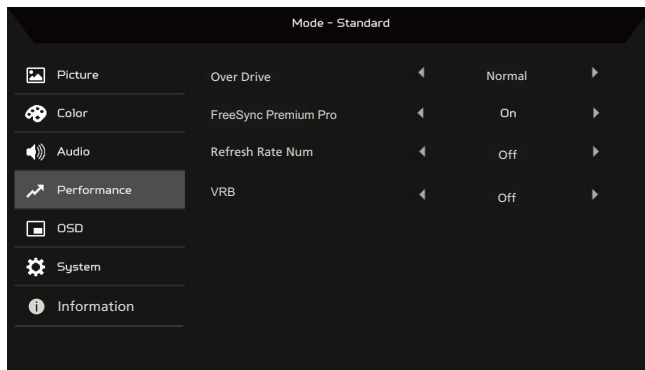 Mode - Standard
Picture
Over Drive Normal
Color
FreeSync Premium Pro On
Audio
Refresh Rate Num Off
Performance
VRB Off
OSD
System
Information